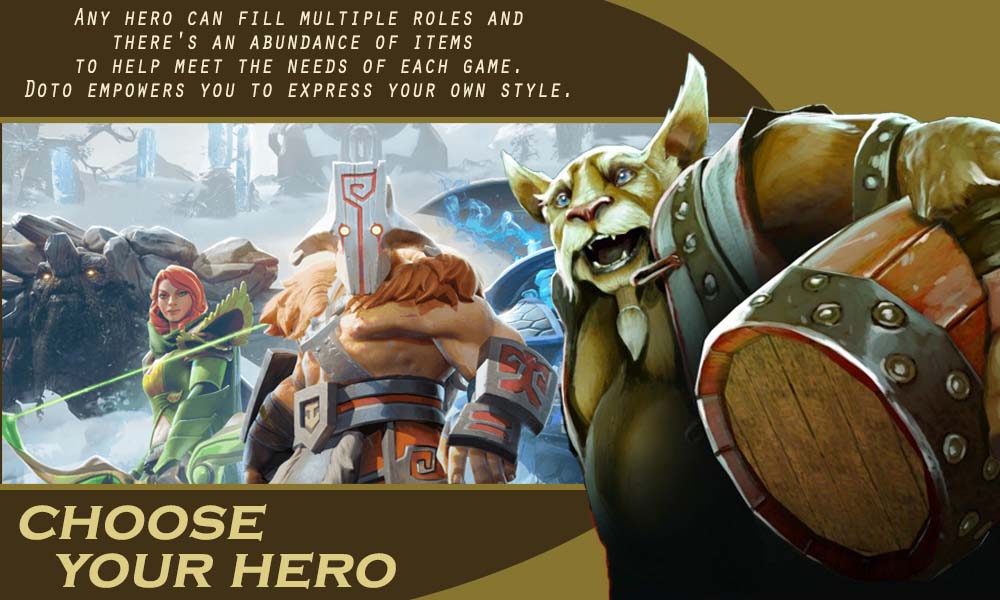 Any hero can fill multiple roles and
there's an abundance of items
to help meet the needs of each game.
Doto empowers you to express your own style.
CHOOSE
YOUR HERO